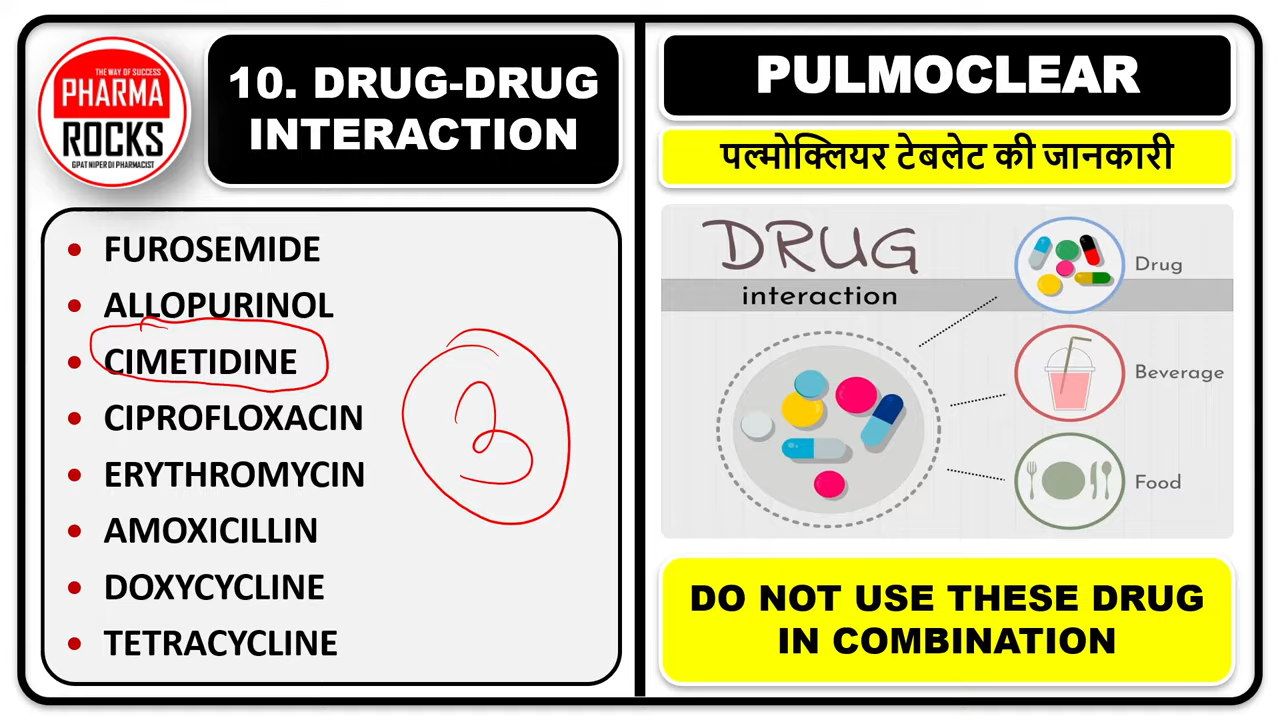 THE WAY OF SUCCESS
PHARMA
ROCKS
GPAT NIPER DI PHARMACIST
10. DRUG-DRUG
INTERACTION
FUROSEMIDE
ALLOPURINOL
CIMETIDINE
CIPROFLOXACIN
ERYTHROMYCIN
AMOXICILLIN
DOXYCYCLINE
TETRACYCLINE
PULMOCLEAR
पल्मोक्लियर टेबलेट की जानकारी
DRUG
interaction
Drug
Beverage
Food
DO NOT USE THESE DRUG
IN COMBINATION